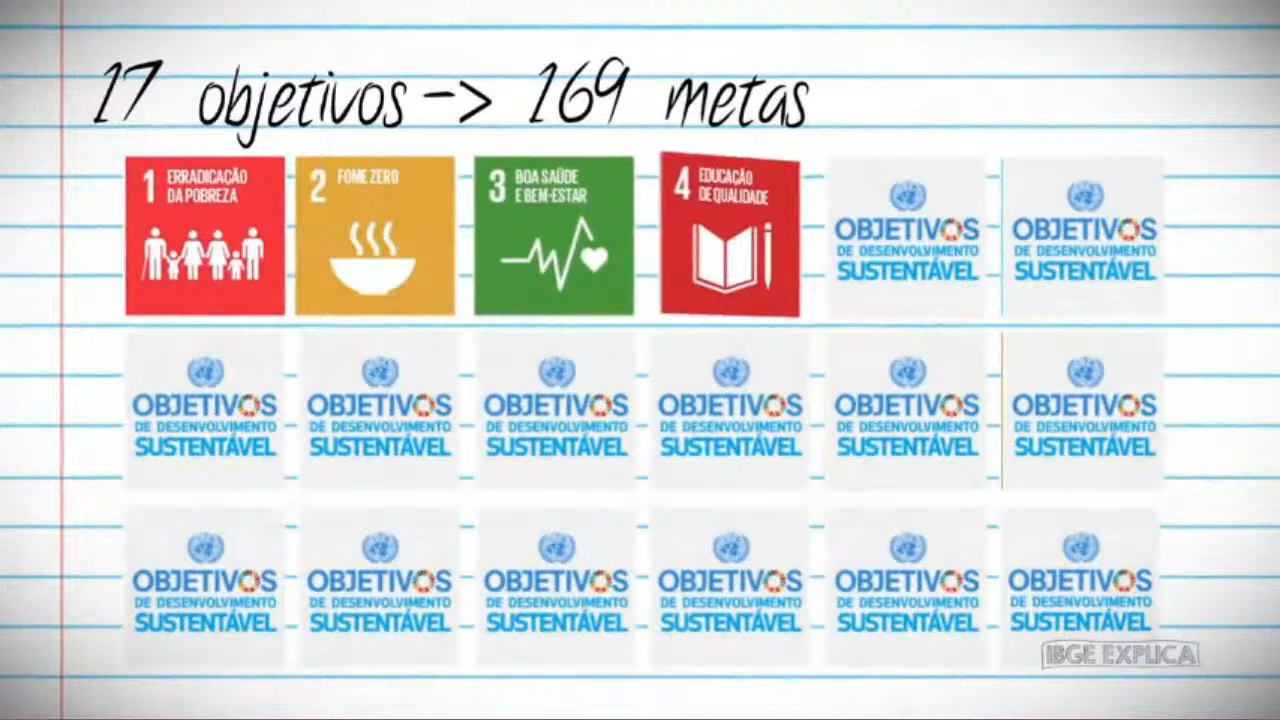 17 objetivos -> 169 metas
1 ERRADICAÇÃO
DA POBREZA
2 FOME ZERO
3 BOA SAÚDE
E BEM-ESTAR
4 EDUCAÇÃO
DE QUALIDADE
OBJETIVOS
DE DESENVOLVIMENTO
SUSTENTÁVEL
OBJETIVOS
DE DESENVOLVIMENTO
SUSTENTÁVEL
OBJETIVOS
DE DESENVOLVIMENTO
SUSTENTÁVEL
OBJETIVOS
DE DESENVOLVIMENTO
SUSTENTÁVEL
OBJETIVOS
DE DESENVOLVIMENTO
SUSTENTÁVEL
OBJETIVOS
DE DESENVOLVIMENTO
SUSTENTÁVEL
OBJETIVOS
DE DESENVOLVIMENTO
SUSTENTÁVEL
OBJETIVOS
DE DESENVOLVIMENTO
SUSTENTÁVEL
OBJETIVOS
DE DESENVOLVIMENTO
SUSTENTÁVEL
OBJETIVOS
DE DESENVOLVIMENTO
SUSTENTÁVEL
OBJETIVOS
DE DESENVOLVIMENTO
SUSTENTÁVEL
OBJETIVOS
DE DESENVOLVIMENTO
SUSTENTÁVEL
OBJETIVOS
DE DESENVOLVIMENTO
SUSTENTÁVEL
OBJETIVOS
DE DESENVOLVIMENTO
SUSTENTÁVEL
IBGE EXPLICA